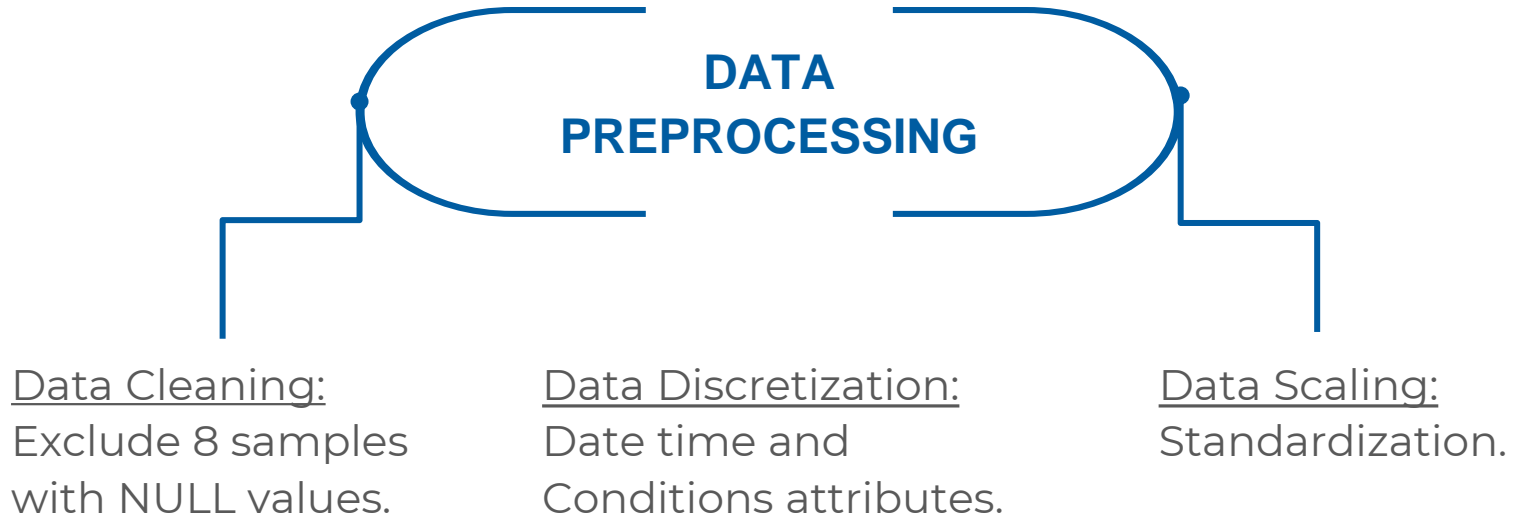 DATA
PREPROCESSING
Data Cleaning:
Exclude 8 samples
with NULL values.
Data Discretization:
Date time and
Conditions attributes.
Data Scaling:
Standardization.